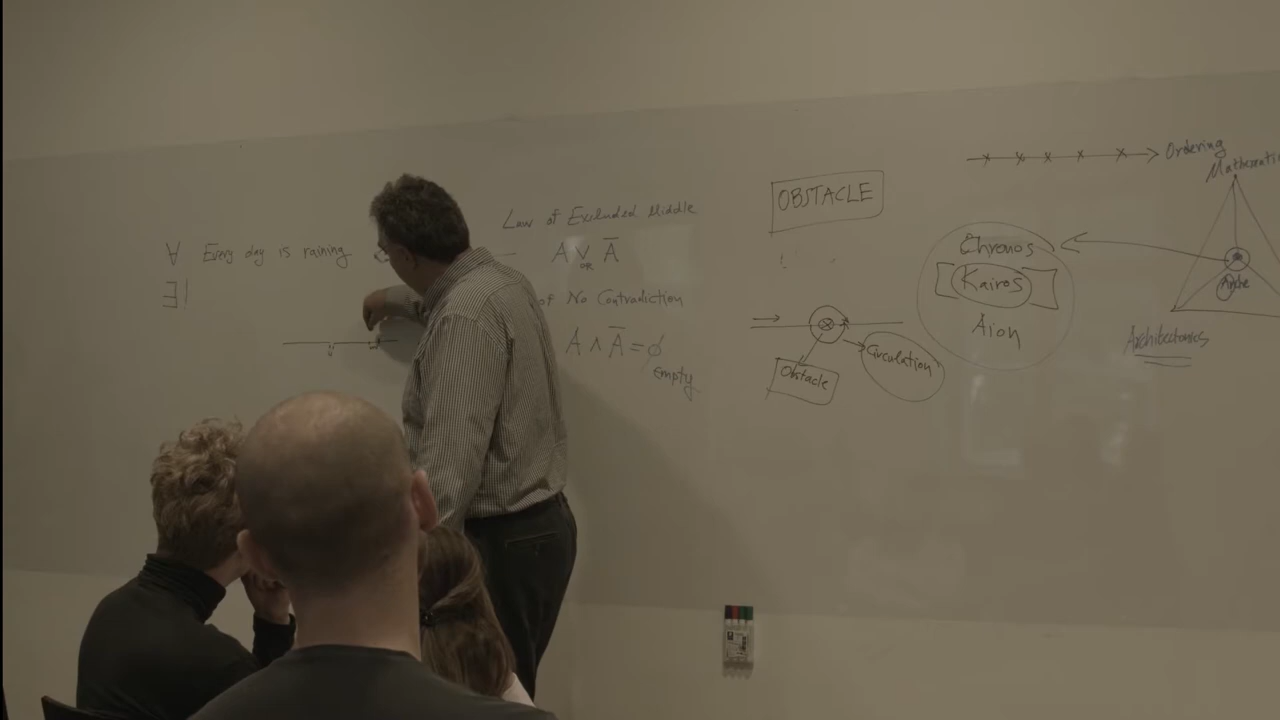 ∀ Every day is raining
∃!
Law of Excluded Middle
A ∨ Ā
OR
of No Contradiction
A ∧ Ā = ∅
empty
OBSTACLE
Obstacle
Circulation
Ordering
Chronos
[Kairos]
Aion
Arche
Architectonics